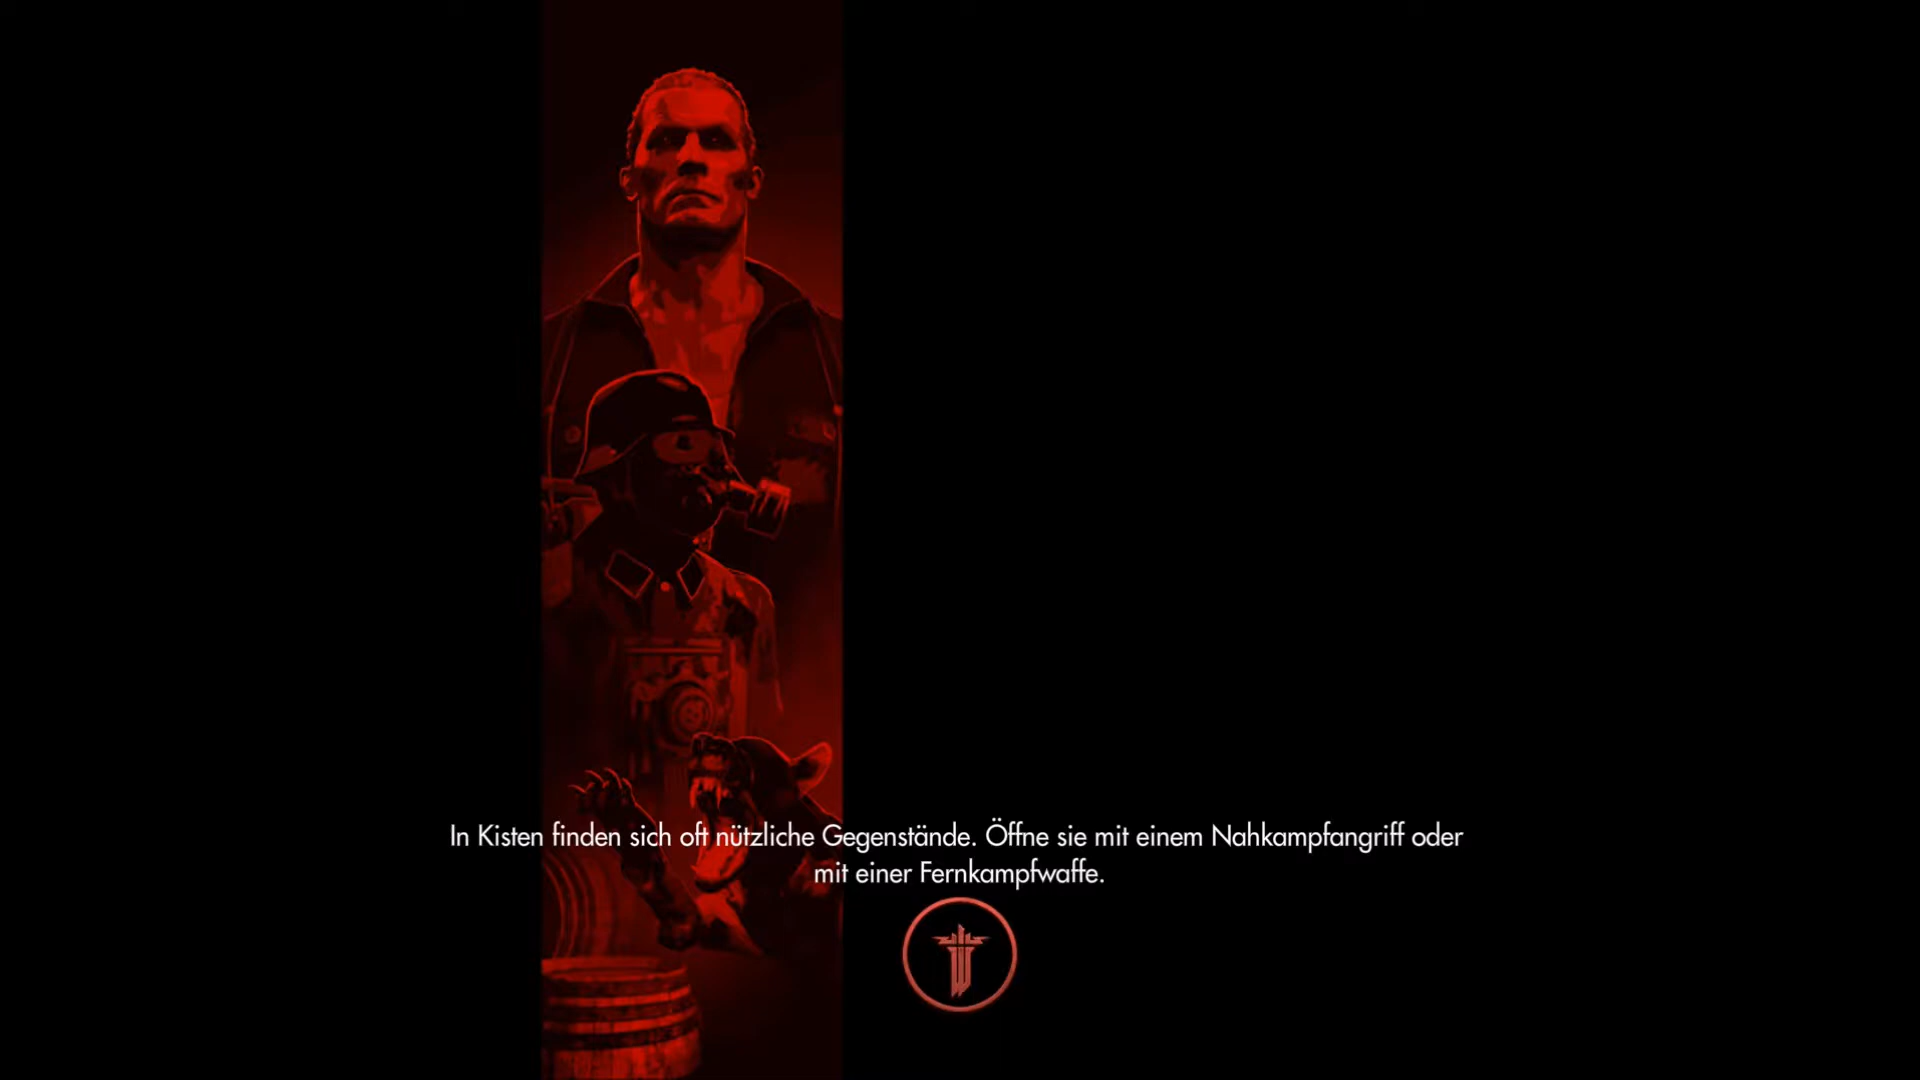 In Kisten finden sich oft nützliche Gegenstände. Öffne sie mit einem Nahkampfangriff oder
mit einer Fernkampfwaffe.